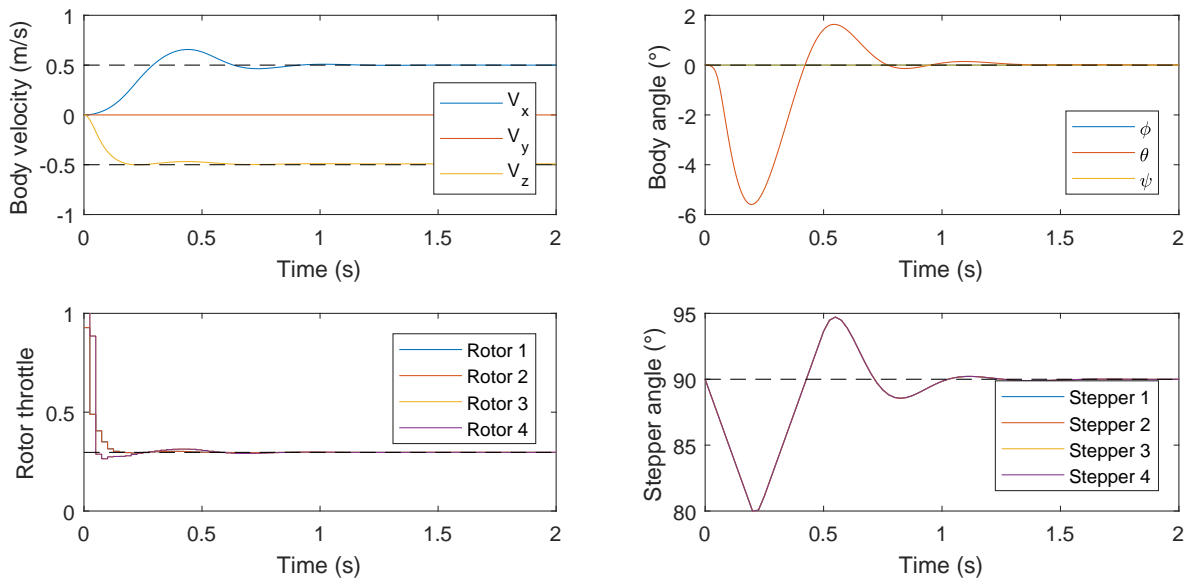 Body velocity (m/s)
1
0.5
0
-0.5
-1
V_x
V_y
V_z
0 0.5 1 1.5 2
Time (s)
Body angle (°)
2
0
-2
-4
-6
ϕ
θ
ψ
0 0.5 1 1.5 2
Time (s)
Rotor throttle
1
0.5
0
Rotor 1
Rotor 2
Rotor 3
Rotor 4
0 0.5 1 1.5 2
Time (s)
Stepper angle (°)
95
90
85
80
Stepper 1
Stepper 2
Stepper 3
Stepper 4
0 0.5 1 1.5 2
Time (s)